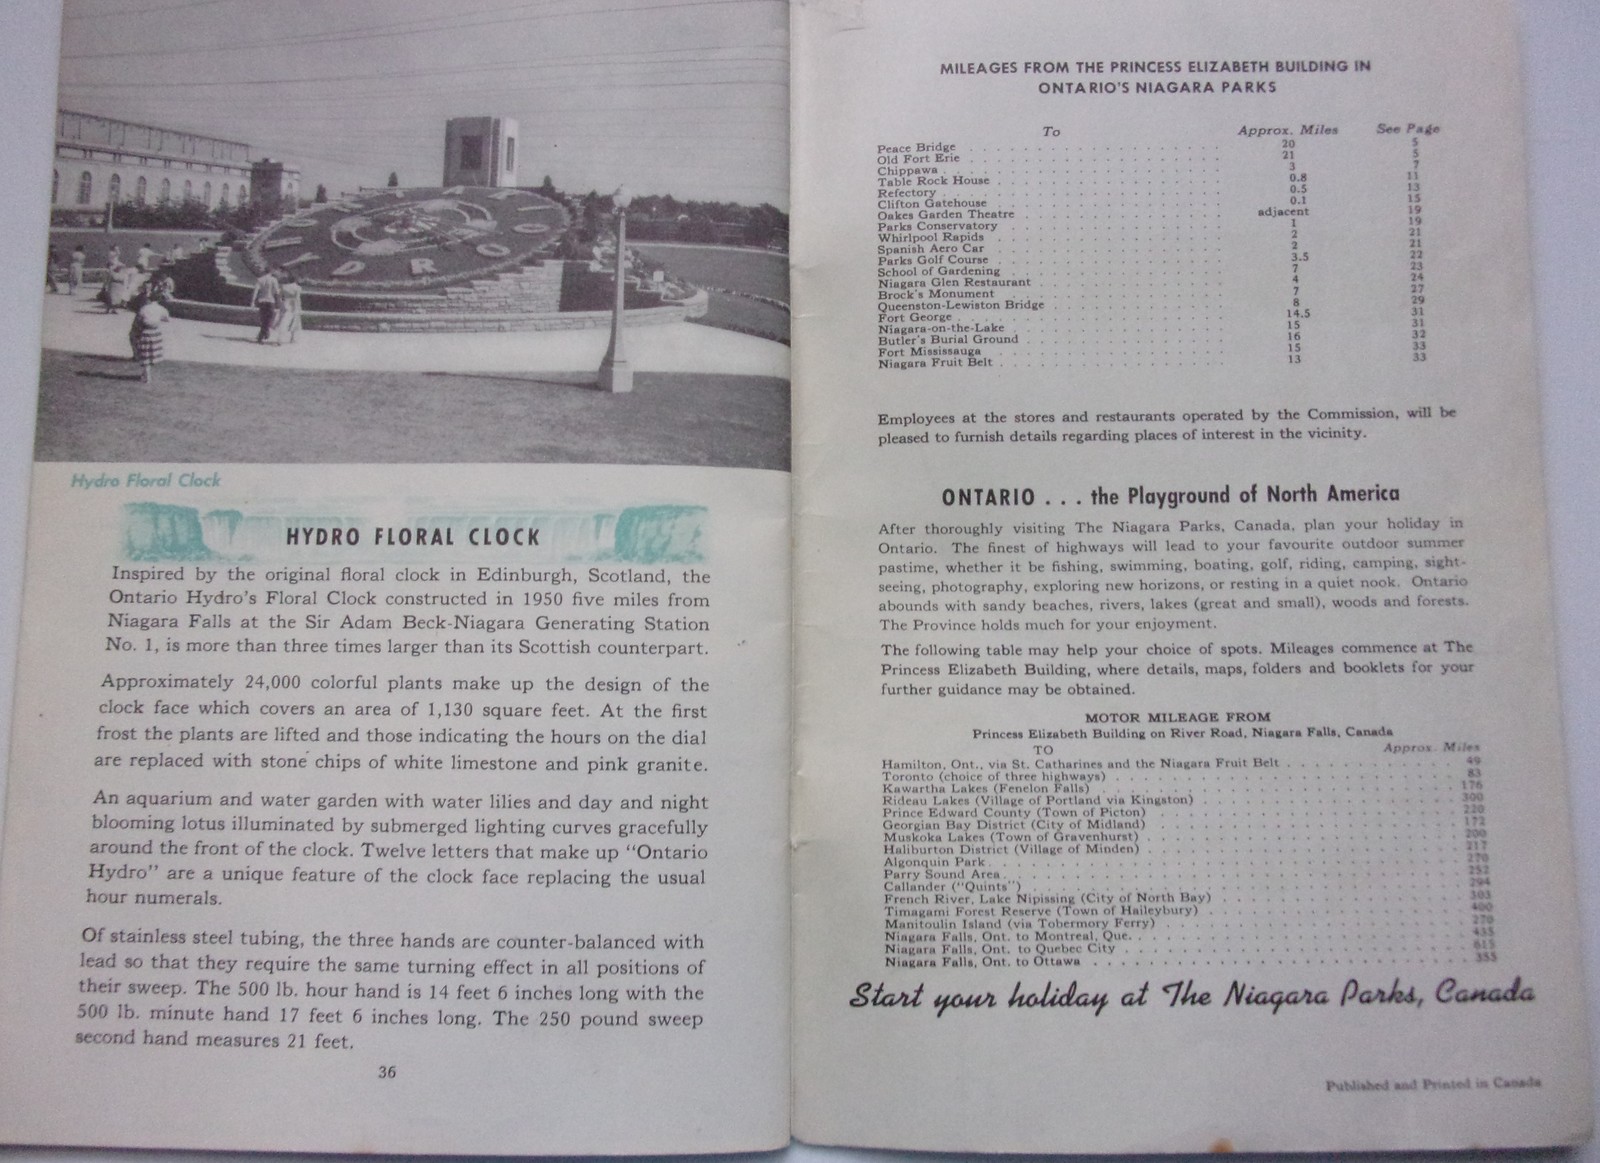 Y D R O
Hydro Floral Clock
HYDRO FLORAL CLOCK
Inspired by the original floral clock in Edinburgh, Scotland, the
Ontario Hydro's Floral Clock constructed in 1950 five miles from
Niagara Falls at the Sir Adam Beck-Niagara Generating Station
No. 1, is more than three times larger than its Scottish counterpart.
Approximately 24,000 colorful plants make up the design of the
clock face which covers an area of 1,130 square feet. At the first
frost the plants are lifted and those indicating the hours on the dial
are replaced with stone chips of white limestone and pink granite.
An aquarium and water garden with water lilies and day and night
blooming lotus illuminated by submerged lighting curves gracefully
around the front of the clock. Twelve letters that make up "Ontario
Hydro" are a unique feature of the clock face replacing the usual
hour numerals.
Of stainless steel tubing, the three hands are counter-balanced with
lead so that they require the same turning effect in all positions of
their sweep. The 500 lb. hour hand is 14 feet 6 inches long with the
500 lb. minute hand 17 feet 6 inches long. The 250 pound sweep
second hand measures 21 feet.
36
MILEAGES FROM THE PRINCESS ELIZABETH BUILDING IN
ONTARIO'S NIAGARA PARKS
To Approx. Miles See Page
Peace Bridge 20 5
Old Fort Erie 21 5
Chippawa 3 7
Table Rock House 0.8 11
Refectory 0.5 13
Clifton Gatehouse 0.1 15
Oakes Garden Theatre adjacent 19
Parks Conservatory 1 19
Whirlpool Rapids 2 21
Spanish Aero Car 2 21
Parks Golf Course 3.5 22
School of Gardening 7 23
Niagara Glen Restaurant 4 24
Brock's Monument 7 27
Queenston-Lewiston Bridge 8 29
Fort George 14.5 31
Niagara-on-the-Lake 15 31
Butler's Burial Ground 16 32
Fort Mississauga 15 33
Niagara Fruit Belt 13 33
Employees at the stores and restaurants operated by the Commission, will be
pleased to furnish details regarding places of interest in the vicinity.
ONTARIO . . . the Playground of North America
After thoroughly visiting The Niagara Parks, Canada, plan your holiday in
Ontario. The finest of highways will lead to your favourite outdoor summer
pastime, whether it be fishing, swimming, boating, golf, riding, camping, sight-
seeing, photography, exploring new horizons, or resting in a quiet nook. Ontario
abounds with sandy beaches, rivers, lakes (great and small), woods and forests.
The Province holds much for your enjoyment.
The following table may help your choice of spots. Mileages commence at The
Princess Elizabeth Building, where details, maps, folders and booklets for your
further guidance may be obtained.
MOTOR MILEAGE FROM
Princess Elizabeth Building on River Road, Niagara Falls, Canada
TO Approx. Miles
Hamilton, Ont., via St. Catharines and the Niagara Fruit Belt 49
Toronto (choice of three highways) 83
Kawartha Lakes (Fenelon Falls) 176
Rideau Lakes (Village of Portland via Kingston) 300
Prince Edward County (Town of Picton) 220
Georgian Bay District (City of Midland) 172
Muskoka Lakes (Town of Gravenhurst) 200
Haliburton District (Village of Minden) 217
Algonquin Park 270
Parry Sound Area 252
Callander ("Quints") 294
French River, Lake Nipissing (City of North Bay) 303
Timagami Forest Reserve (Town of Haileybury) 400
Manitoulin Island (via Tobermory Ferry) 270
Niagara Falls, Ont. to Montreal, Que. 435
Niagara Falls, Ont. to Quebec City 615
Niagara Falls, Ont. to Ottawa 355
Start your holiday at The Niagara Parks, Canada
Published and Printed in Canada